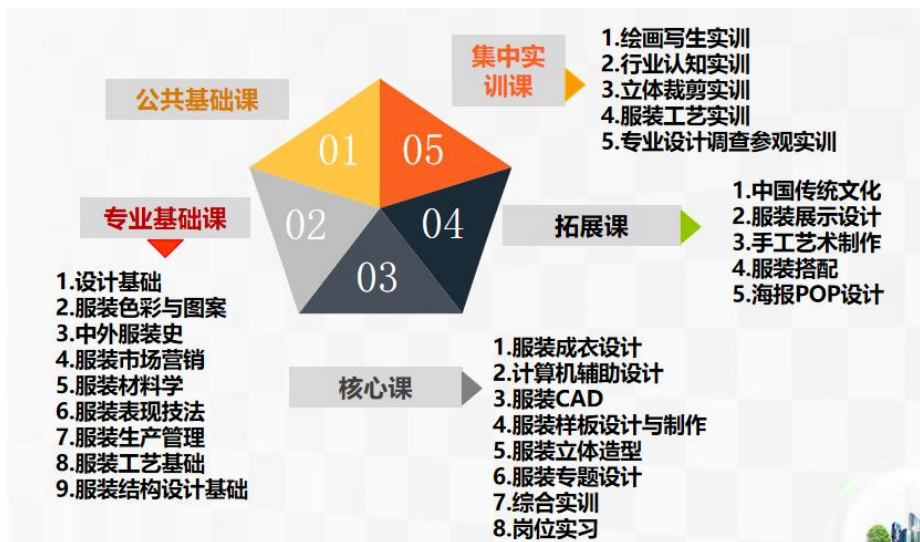 公共基础课
01
专业基础课
02
1.设计基础
2.服装色彩与图案
3.中外服装史
4.服装市场营销
5.服装材料学
6.服装表现技法
7.服装生产管理
8.服装工艺基础
9.服装结构设计基础
03
核心课
1.服装成衣设计
2.计算机辅助设计
3.服装CAD
4.服装样板设计与制作
5.服装立体造型
6.服装专题设计
7.综合实训
8.岗位实习
04
拓展课
1.中国传统文化
2.服装展示设计
3.手工艺术制作
4.服装搭配
5.海报POP设计
05
集中实
训课
1.绘画写生实训
2.行业认知实训
3.立体裁剪实训
4.服装工艺实训
5.专业设计调查参观实训